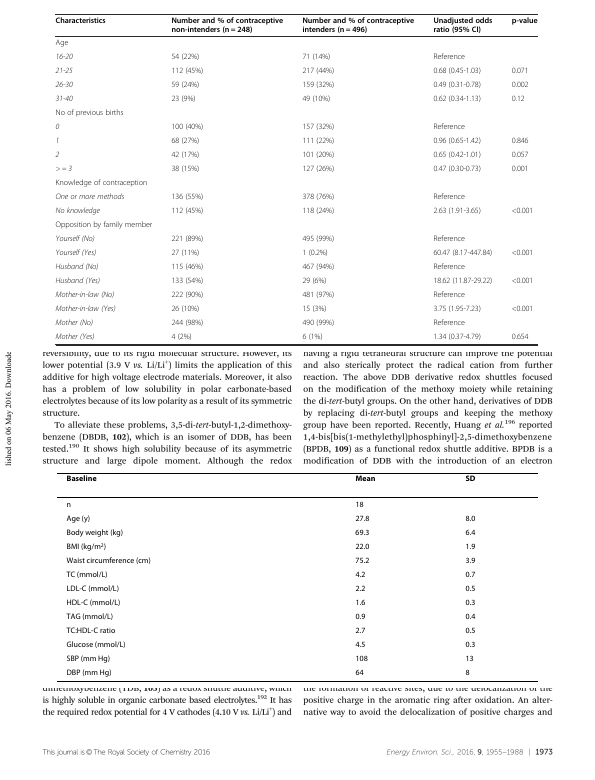 Characteristics Number and % of contraceptive non-intenders (n = 248) Number and % of contraceptive intenders (n = 496) Unadjusted odds ratio (95% CI) p-value
Age
16-20 54 (22%) 71 (14%) Reference
21-25 112 (45%) 217 (44%) 0.68 (0.45-1.03) 0.071
26-30 59 (24%) 159 (32%) 0.49 (0.31-0.78) 0.002
31-40 23 (9%) 49 (10%) 0.62 (0.34-1.13) 0.12
No of previous births
0 100 (40%) 157 (32%) Reference
1 68 (27%) 111 (22%) 0.96 (0.65-1.42) 0.846
2 42 (17%) 101 (20%) 0.65 (0.42-1.01) 0.057
> = 3 38 (15%) 127 (26%) 0.47 (0.30-0.73) 0.001
Knowledge of contraception
One or more methods 136 (55%) 378 (76%) Reference
No knowledge 112 (45%) 118 (24%) 2.63 (1.91-3.65) <0.001
Opposition by family member
Yourself (No) 221 (89%) 495 (99%) Reference
Yourself (Yes) 27 (11%) 1 (0.2%) 60.47 (8.17-447.84) <0.001
Husband (No) 115 (46%) 467 (94%) Reference
Husband (Yes) 133 (54%) 29 (6%) 18.62 (11.87-29.22) <0.001
Mother-in-law (No) 222 (90%) 481 (97%) Reference
Mother-in-law (Yes) 26 (10%) 15 (3%) 3.75 (1.95-7.23) <0.001
Mother (No) 244 (98%) 490 (99%) Reference
Mother (Yes) 4 (2%) 6 (1%) 1.34 (0.37-4.79) 0.654
reversibility, due to its rigid molecular structure. However, its
lower potential (3.9 V vs. Li/Li⁺) limits the application of this
additive for high voltage electrode materials. Moreover, it also
has a problem of low solubility in polar carbonate-based
electrolytes because of its low polarity as a result of its symmetric
structure.
To alleviate these problems, 3,5-di-tert-butyl-1,2-dimethoxy-
benzene (DBDB, 102), which is an isomer of DDB, has been
tested.¹⁹⁰ It shows high solubility because of its asymmetric
structure and large dipole moment. Although the redox
having a rigid tetrahedral structure can improve the potential
and also sterically protect the radical cation from further
reaction. The above DDB derivative redox shuttles focused
on the modification of the methoxy moiety while retaining
the di-tert-butyl groups. On the other hand, derivatives of DDB
by replacing di-tert-butyl groups and keeping the methoxy
group have been reported. Recently, Huang et al.¹⁹⁶ reported
1,4-bis[bis(1-methylethyl)phosphinyl]-2,5-dimethoxybenzene
(BPDB, 109) as a functional redox shuttle additive. BPDB is a
modification of DDB with the introduction of an electron
lished on 06 May 2016. Downloade
Baseline Mean SD
n 18
Age (y) 27.8 8.0
Body weight (kg) 69.3 6.4
BMI (kg/m²) 22.0 1.9
Waist circumference (cm) 75.2 3.9
TC (mmol/L) 4.2 0.7
LDL-C (mmol/L) 2.2 0.5
HDL-C (mmol/L) 1.6 0.3
TAG (mmol/L) 0.9 0.4
TC:HDL-C ratio 2.7 0.5
Glucose (mmol/L) 4.5 0.3
SBP (mm Hg) 108 13
DBP (mm Hg) 64 8
dimethoxybenzene (TDB, 103) as a redox shuttle additive, which
is highly soluble in organic carbonate based electrolytes.¹⁹² It has
the required redox potential for 4 V cathodes (4.10 V vs. Li/Li⁺) and
the formation of reactive sites, due to the delocalization of the
positive charge in the aromatic ring after oxidation. An alter-
native way to avoid the delocalization of positive charges and
This journal is © The Royal Society of Chemistry 2016
Energy Environ. Sci., 2016, 9, 1955–1988 | 1973